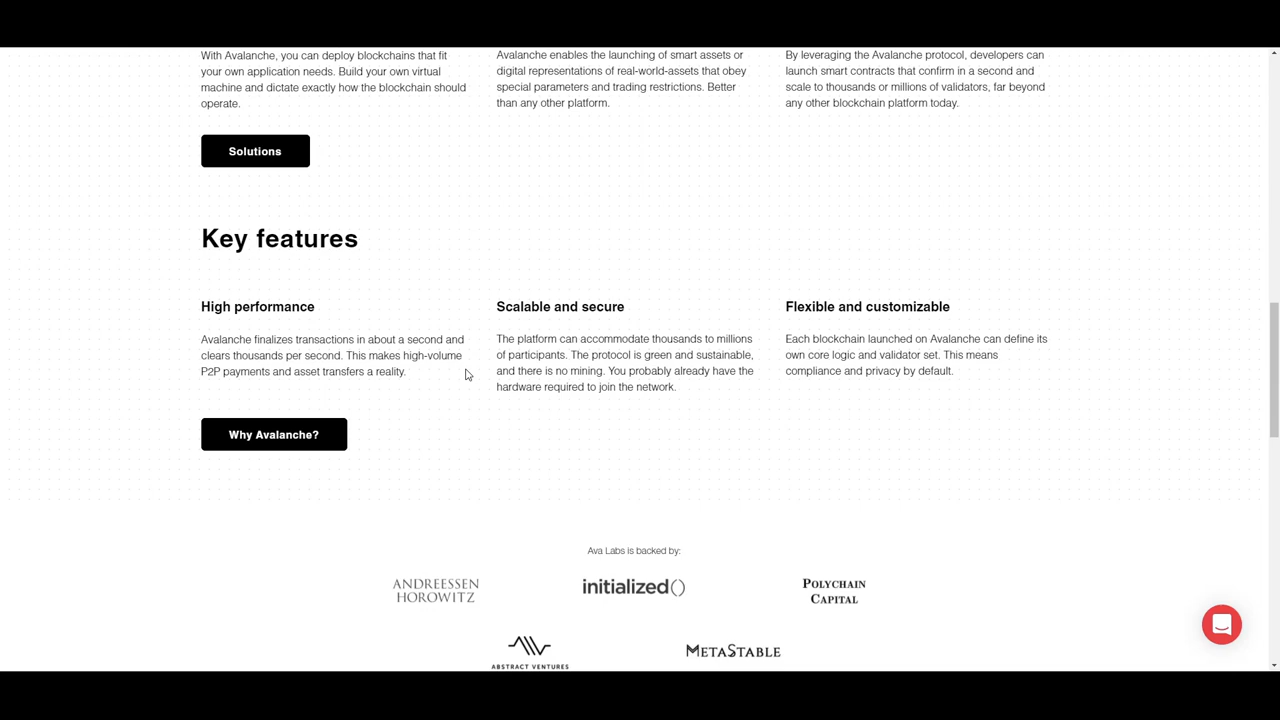 With Avalanche, you can deploy blockchains that fit
your own application needs. Build your own virtual
machine and dictate exactly how the blockchain should
operate.
Solutions
Avalanche enables the launching of smart assets or
digital representations of real-world-assets that obey
special parameters and trading restrictions. Better
than any other platform.
By leveraging the Avalanche protocol, developers can
launch smart contracts that confirm in a second and
scale to thousands or millions of validators, far beyond
any other blockchain platform today.
Key features
High performance
Avalanche finalizes transactions in about a second and
clears thousands per second. This makes high-volume
P2P payments and asset transfers a reality.
Why Avalanche?
Scalable and secure
The platform can accommodate thousands to millions
of participants. The protocol is green and sustainable,
and there is no mining. You probably already have the
hardware required to join the network.
Flexible and customizable
Each blockchain launched on Avalanche can define its
own core logic and validator set. This means
compliance and privacy by default.
Ava Labs is backed by:
ANDREESSEN
HOROWITZ
initialized()
POLYCHAIN
CAPITAL
ABSTRACT VENTURES
METASTABLE